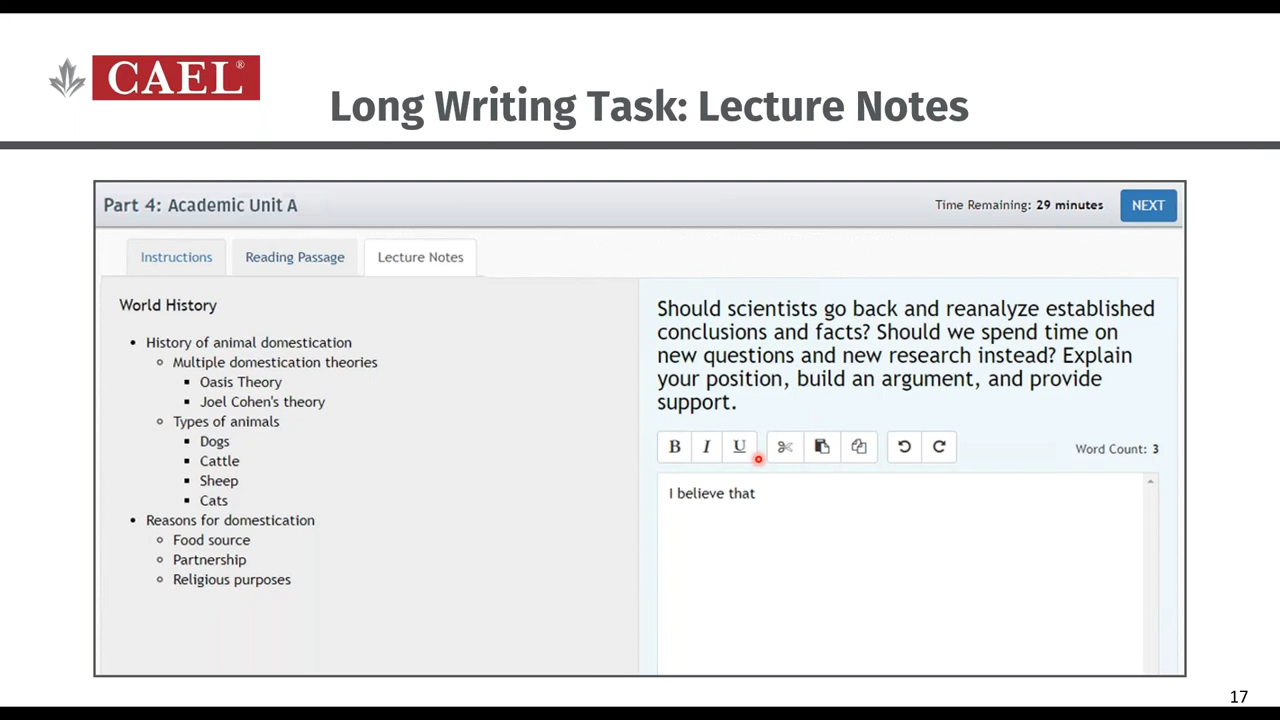 CAEL®
Long Writing Task: Lecture Notes
Part 4: Academic Unit A
Time Remaining: 29 minutes
NEXT
Instructions
Reading Passage
Lecture Notes
World History
• History of animal domestication
Multiple domestication theories
Oasis Theory
Joel Cohen's theory
Types of animals
Dogs
Cattle
Sheep
Cats
• Reasons for domestication
Food source
Partnership
Religious purposes
Should scientists go back and reanalyze established
conclusions and facts? Should we spend time on
new questions and new research instead? Explain
your position, build an argument, and provide
support.
B I U
Word Count: 3
I believe that
17